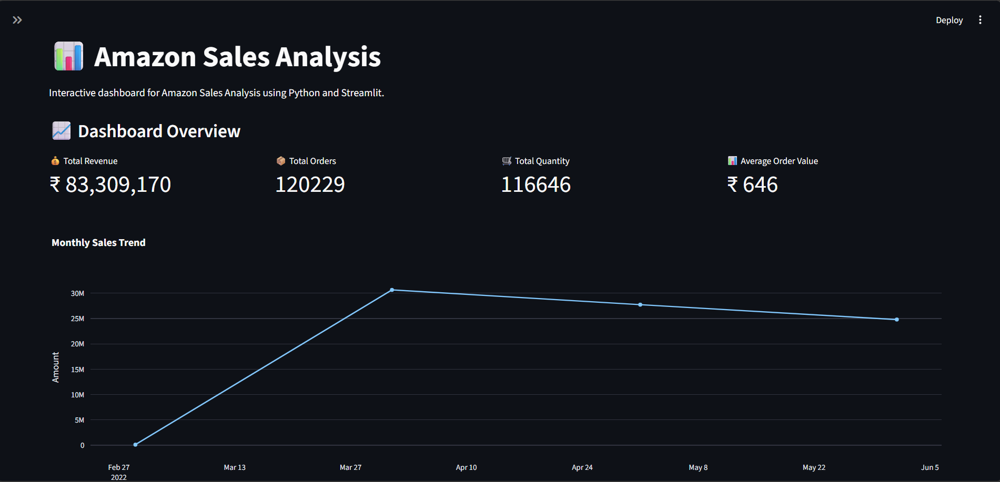 Deploy
Amazon Sales Analysis
Interactive dashboard for Amazon Sales Analysis using Python and Streamlit.
Dashboard Overview
Total Revenue
₹ 83,309,170
Total Orders
120229
Total Quantity
116646
Average Order Value
₹ 646
Monthly Sales Trend
30M
25M
20M
15M
10M
5M
0
Amount
Feb 27
2022
Mar 13
Mar 27
Apr 10
Apr 24
May 8
May 22
Jun 5